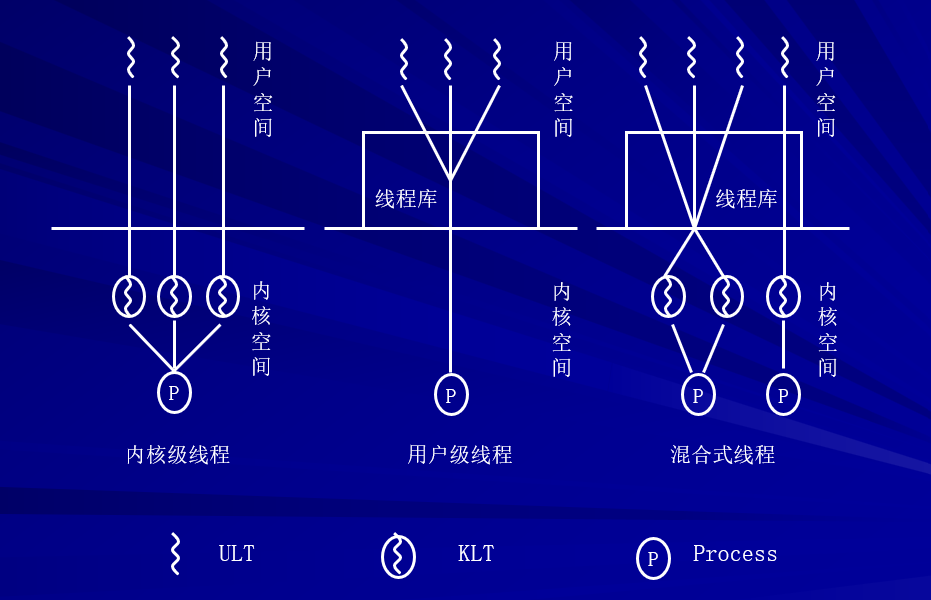 用户空间
用户空间
用户空间
线程库
线程库
内核空间
内核空间
内核空间
P
P
P
P
内核级线程
用户级线程
混合式线程
ULT
KLT
P
Process